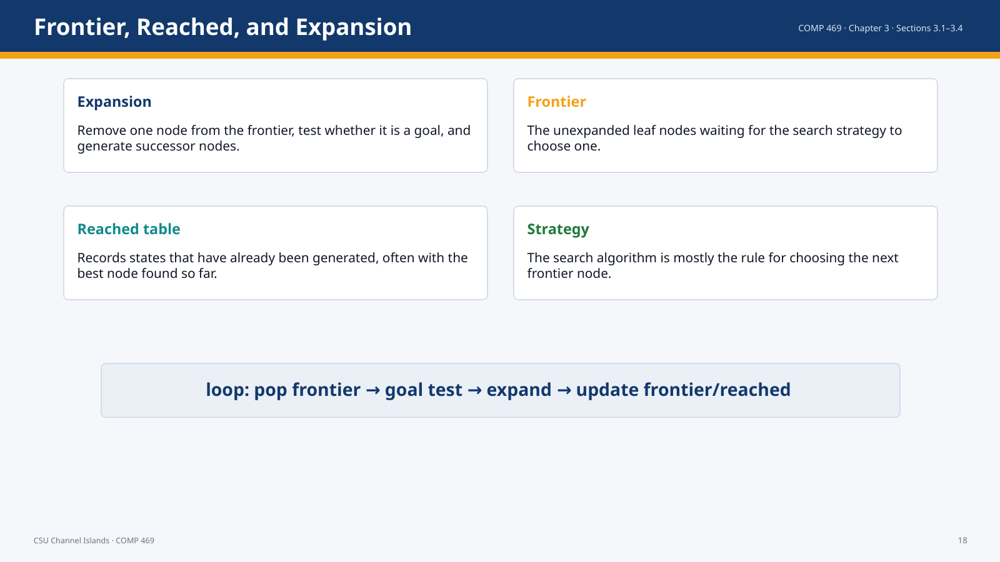 Frontier, Reached, and Expansion
COMP 469 · Chapter 3 · Sections 3.1–3.4
Expansion
Remove one node from the frontier, test whether it is a goal, and
generate successor nodes.
Frontier
The unexpanded leaf nodes waiting for the search strategy to
choose one.
Reached table
Records states that have already been generated, often with the
best node found so far.
Strategy
The search algorithm is mostly the rule for choosing the next
frontier node.
loop: pop frontier → goal test → expand → update frontier/reached
CSU Channel Islands · COMP 469
18